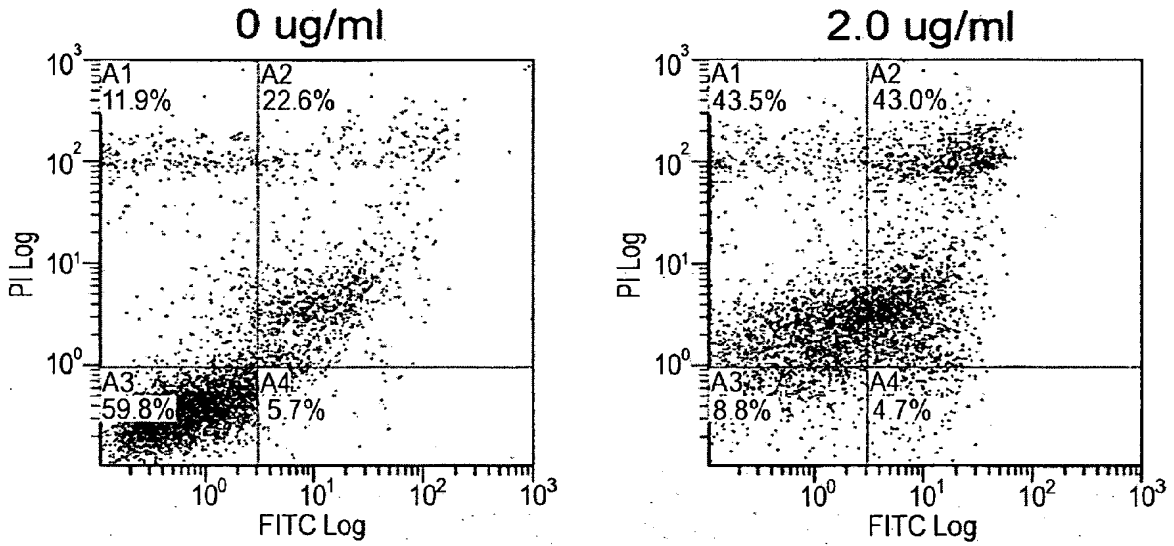 0 ug/ml
10³
A1
11.9%
A2
22.6%
10²
PI Log
10¹
10⁰
A3
59.8%
A4
5.7%
10⁰
10¹
10²
10³
FITC Log
2.0 ug/ml
10³
A1
43.5%
A2
43.0%
10²
PI Log
10¹
10⁰
A3
8.8%
A4
4.7%
10⁰
10¹
10²
10³
FITC Log